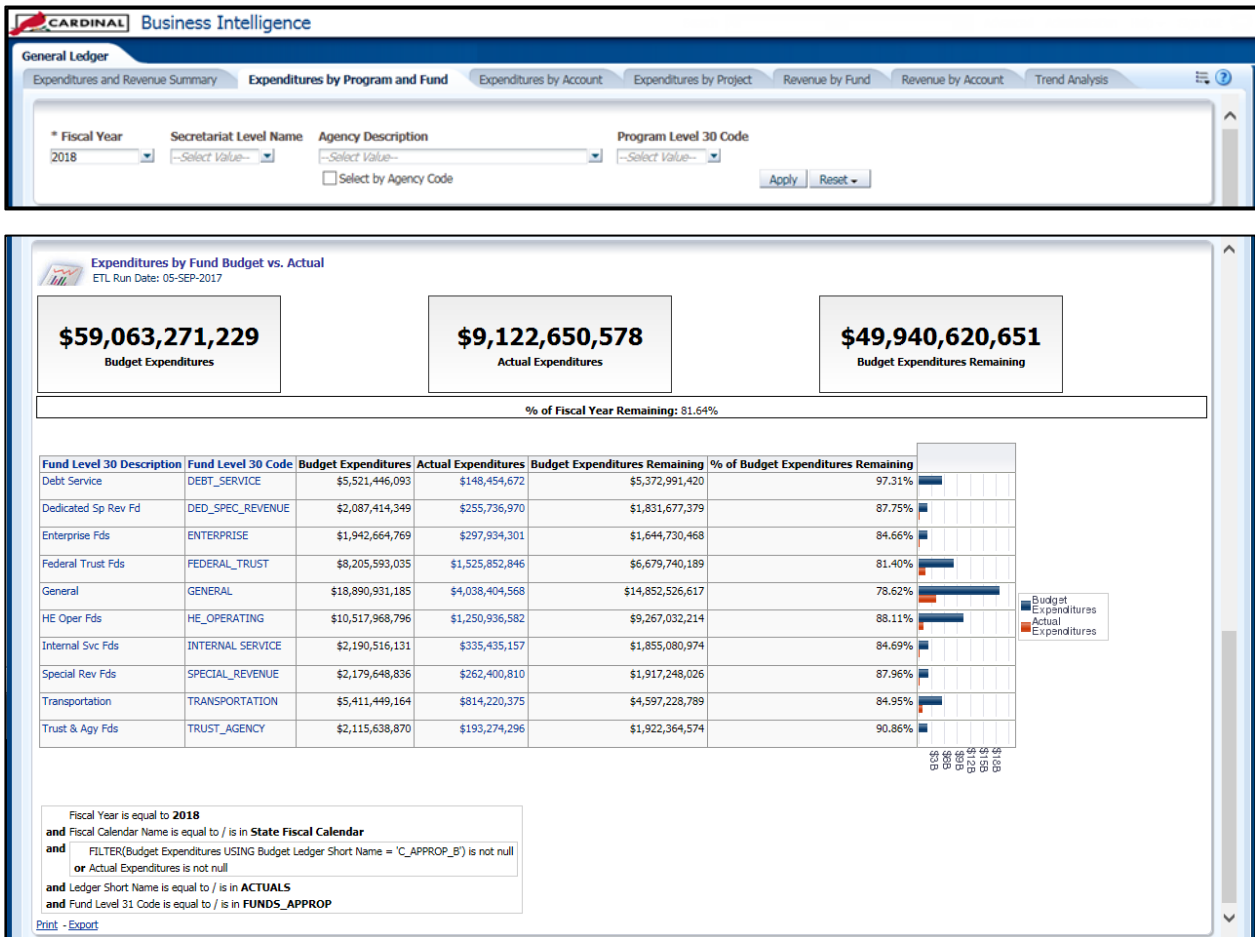 CARDINAL Business Intelligence
General Ledger
Expenditures and Revenue Summary Expenditures by Program and Fund Expenditures by Account Expenditures by Project Revenue by Fund Revenue by Account Trend Analysis
* Fiscal Year Secretariat Level Name Agency Description Program Level 30 Code
2018 --Select Value-- --Select Value-- --Select Value--
Select by Agency Code
Apply Reset
Expenditures by Fund Budget vs. Actual
ETL Run Date: 05-SEP-2017
$59,063,271,229 $9,122,650,578 $49,940,620,651
Budget Expenditures Actual Expenditures Budget Expenditures Remaining
% of Fiscal Year Remaining: 81.64%
Fund Level 30 Description Fund Level 30 Code Budget Expenditures Actual Expenditures Budget Expenditures Remaining % of Budget Expenditures Remaining
Debt Service DEBT_SERVICE $5,521,446,093 $148,454,672 $5,372,991,420 97.31%
Dedicated Sp Rev Fd DED_SPEC_REVENUE $2,087,414,349 $255,736,970 $1,831,677,379 87.75%
Enterprise Fds ENTERPRISE $1,942,664,769 $297,934,301 $1,644,730,468 84.66%
Federal Trust Fds FEDERAL_TRUST $8,205,593,035 $1,525,852,846 $6,679,740,189 81.40%
General GENERAL $18,890,931,185 $4,038,404,568 $14,852,526,617 78.62%
HE Oper Fds HE_OPERATING $10,517,968,796 $1,250,936,582 $9,267,032,214 88.11%
Internal Svc Fds INTERNAL SERVICE $2,190,516,131 $335,435,157 $1,855,080,974 84.69%
Special Rev Fds SPECIAL_REVENUE $2,179,648,836 $262,400,810 $1,917,248,026 87.96%
Transportation TRANSPORTATION $5,411,449,164 $814,220,375 $4,597,228,789 84.95%
Trust & Agy Fds TRUST_AGENCY $2,115,638,870 $193,274,296 $1,922,364,574 90.86%
Budget
Expenditures
Actual
Expenditures
$3B $6B $9B $12B $15B $18B
Fiscal Year is equal to 2018
and Fiscal Calendar Name is equal to / is in State Fiscal Calendar
and FILTER(Budget Expenditures USING Budget Ledger Short Name = 'C_APPROP_B') is not null
or Actual Expenditures is not null
and Ledger Short Name is equal to / is in ACTUALS
and Fund Level 31 Code is equal to / is in FUNDS_APPROP
Print - Export